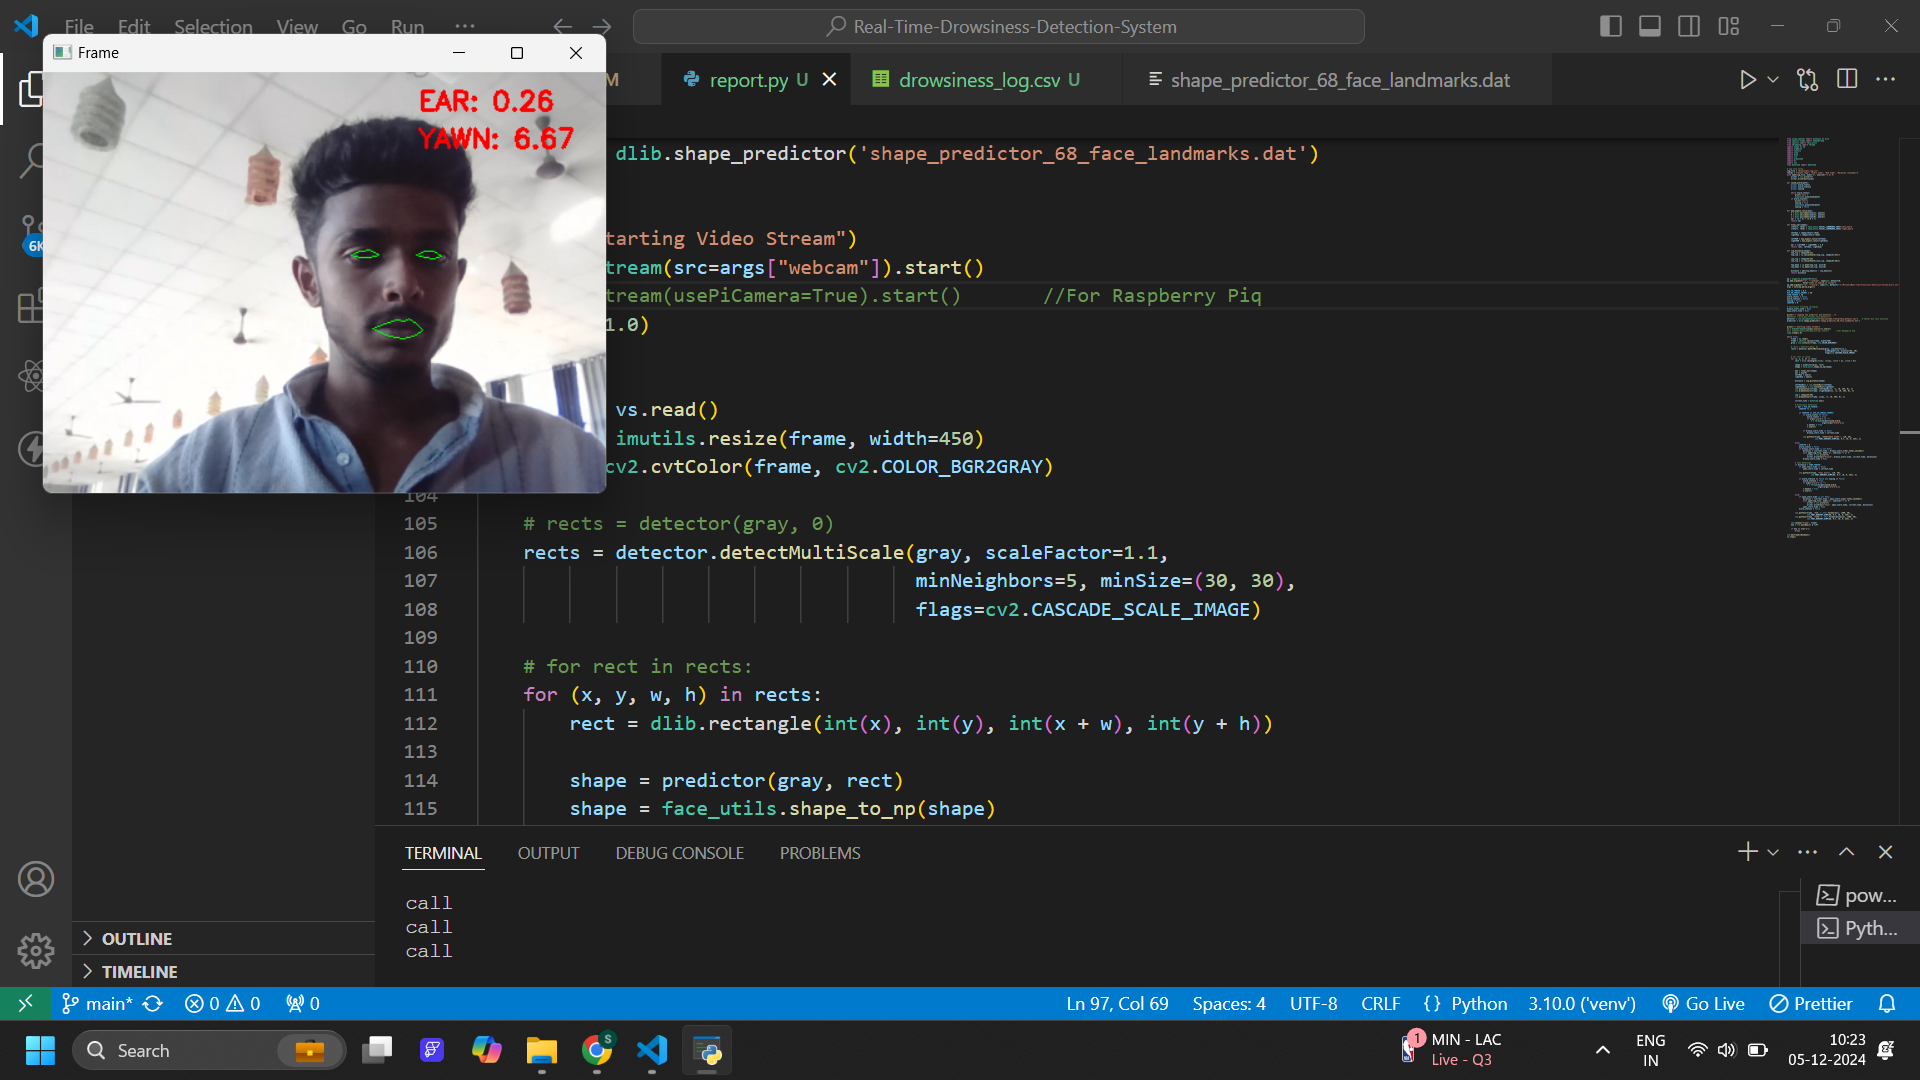 File Edit Selection View Go Run ...
Real-Time-Drowsiness-Detection-System
Frame
EAR: 0.26
YAWN: 6.67
M
report.py U
drowsiness_log.csv U
shape_predictor_68_face_landmarks.dat
6K
dlib.shape_predictor('shape_predictor_68_face_landmarks.dat')
tarting Video Stream")
tream(src=args["webcam"]).start()
tream(usePiCamera=True).start() //For Raspberry Piq
1.0)
vs.read()
imutils.resize(frame, width=450)
cv2.cvtColor(frame, cv2.COLOR_BGR2GRAY)
104
105 # rects = detector(gray, 0)
106 rects = detector.detectMultiScale(gray, scaleFactor=1.1,
107 minNeighbors=5, minSize=(30, 30),
108 flags=cv2.CASCADE_SCALE_IMAGE)
109
110 # for rect in rects:
111 for (x, y, w, h) in rects:
112 rect = dlib.rectangle(int(x), int(y), int(x + w), int(y + h))
113
114 shape = predictor(gray, rect)
115 shape = face_utils.shape_to_np(shape)
TERMINAL OUTPUT DEBUG CONSOLE PROBLEMS
call
call
call
pow...
Pyth...
OUTLINE
TIMELINE
main* 0 0 0
Ln 97, Col 69 Spaces: 4 UTF-8 CRLF {} Python 3.10.0 ('venv') Go Live Prettier
Search
S
1
MIN - LAC
Live - Q3
ENG
IN
10:23
05-12-2024